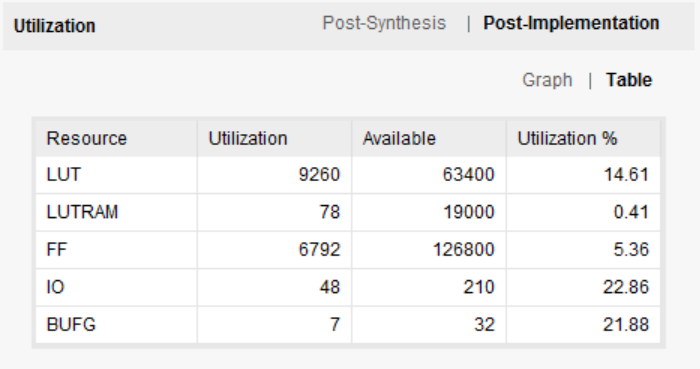 Utilization Post-Synthesis | Post-Implementation
Graph | Table
Resource Utilization Available Utilization %
LUT 9260 63400 14.61
LUTRAM 78 19000 0.41
FF 6792 126800 5.36
IO 48 210 22.86
BUFG 7 32 21.88